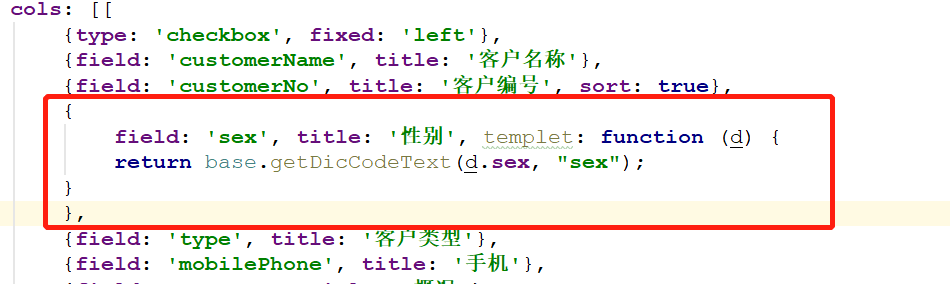 cols: [[
{type: 'checkbox', fixed: 'left'},
{field: 'customerName', title: '客户名称'},
{field: 'customerNo', title: '客户编号', sort: true},
{
field: 'sex', title: '性别', templet: function (d) {
return base.getDicCodeText(d.sex, "sex");
}
},
{field: 'type', title: '客户类型'},
{field: 'mobilePhone', title: '手机'},